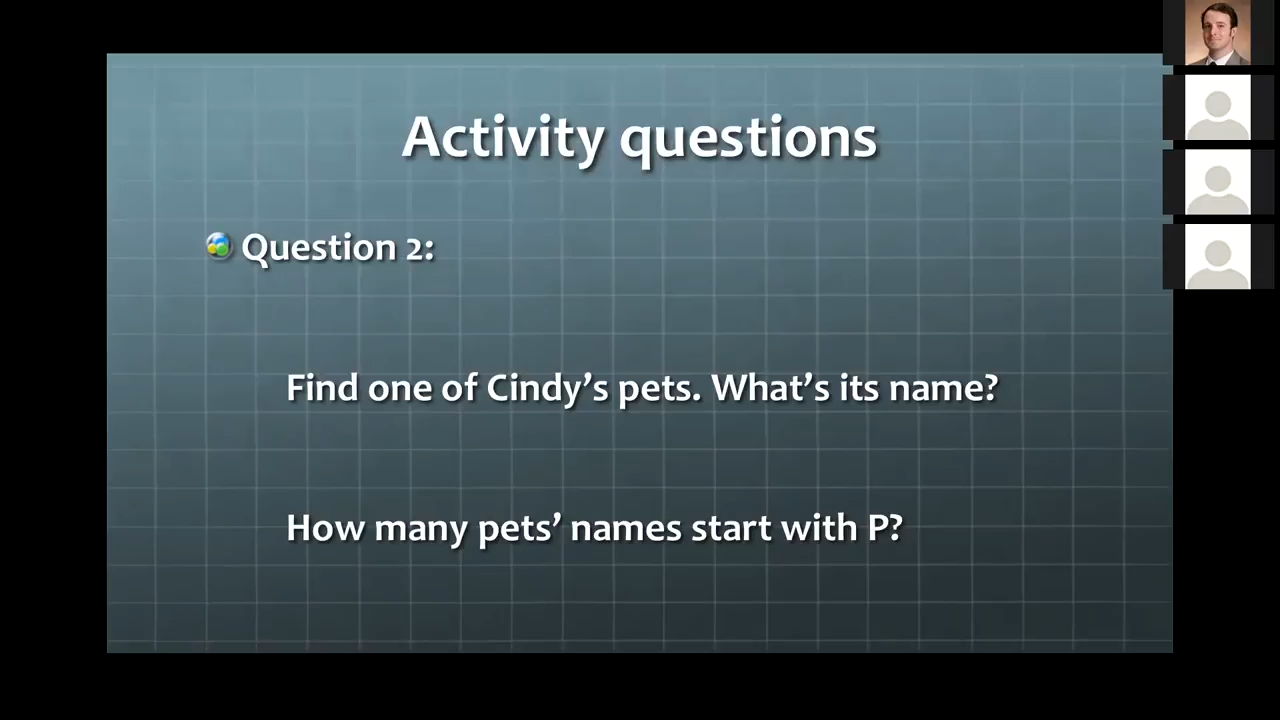 Activity questions
Question 2:
Find one of Cindy’s pets. What’s its name?
How many pets’ names start with P?